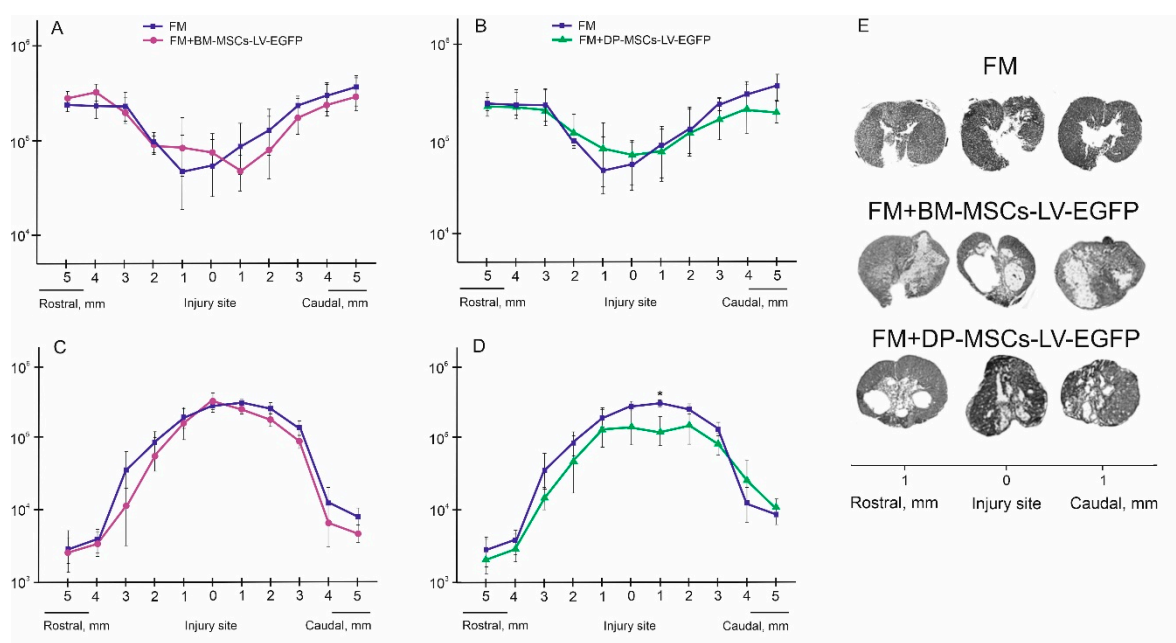 A
FM
FM+BM-MSCs-LV-EGFP
10⁶
10⁵
10⁴
5 4 3 2 1 0 1 2 3 4 5
Rostral, mm Injury site Caudal, mm
B
FM
FM+DP-MSCs-LV-EGFP
10⁶
10⁵
10⁴
5 4 3 2 1 0 1 2 3 4 5
Rostral, mm Injury site Caudal, mm
C
10⁶
10⁵
10⁴
10³
5 4 3 2 1 0 1 2 3 4 5
Rostral, mm Injury site Caudal, mm
D
10⁶
10⁵
10⁴
10³
*
5 4 3 2 1 0 1 2 3 4 5
Rostral, mm Injury site Caudal, mm
E
FM
FM+BM-MSCs-LV-EGFP
FM+DP-MSCs-LV-EGFP
1 0 1
Rostral, mm Injury site Caudal, mm